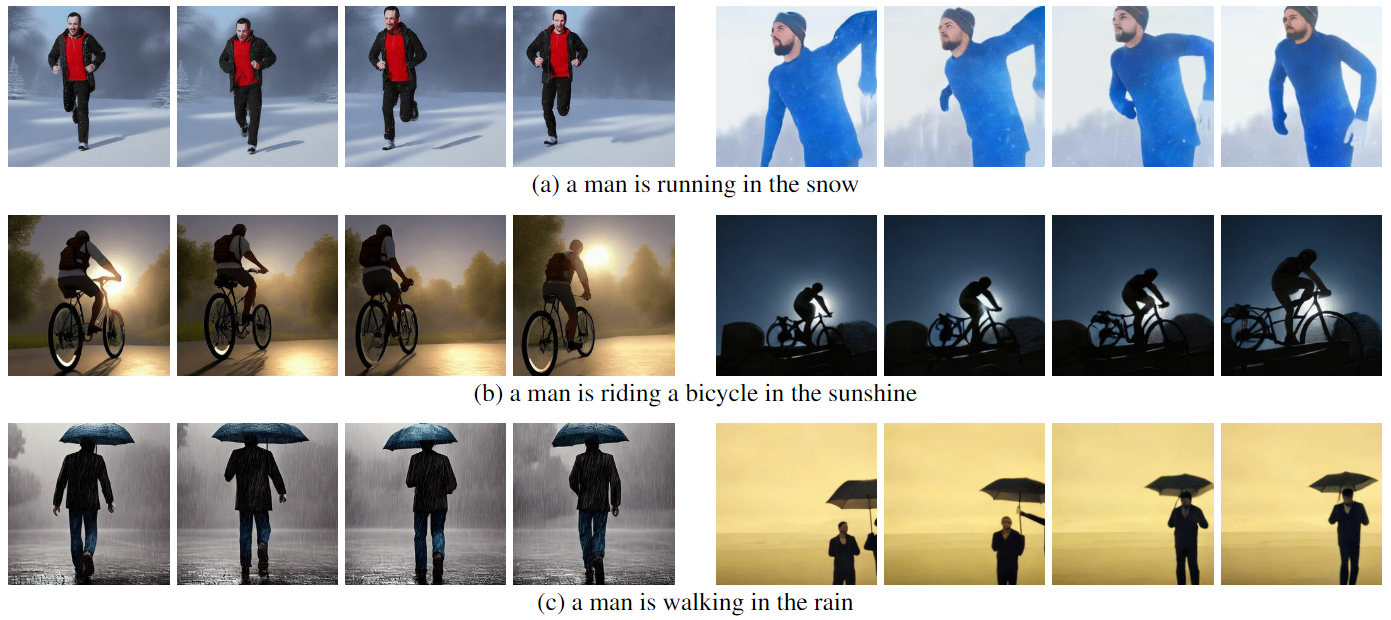 (a) a man is running in the snow
(b) a man is riding a bicycle in the sunshine
(c) a man is walking in the rain